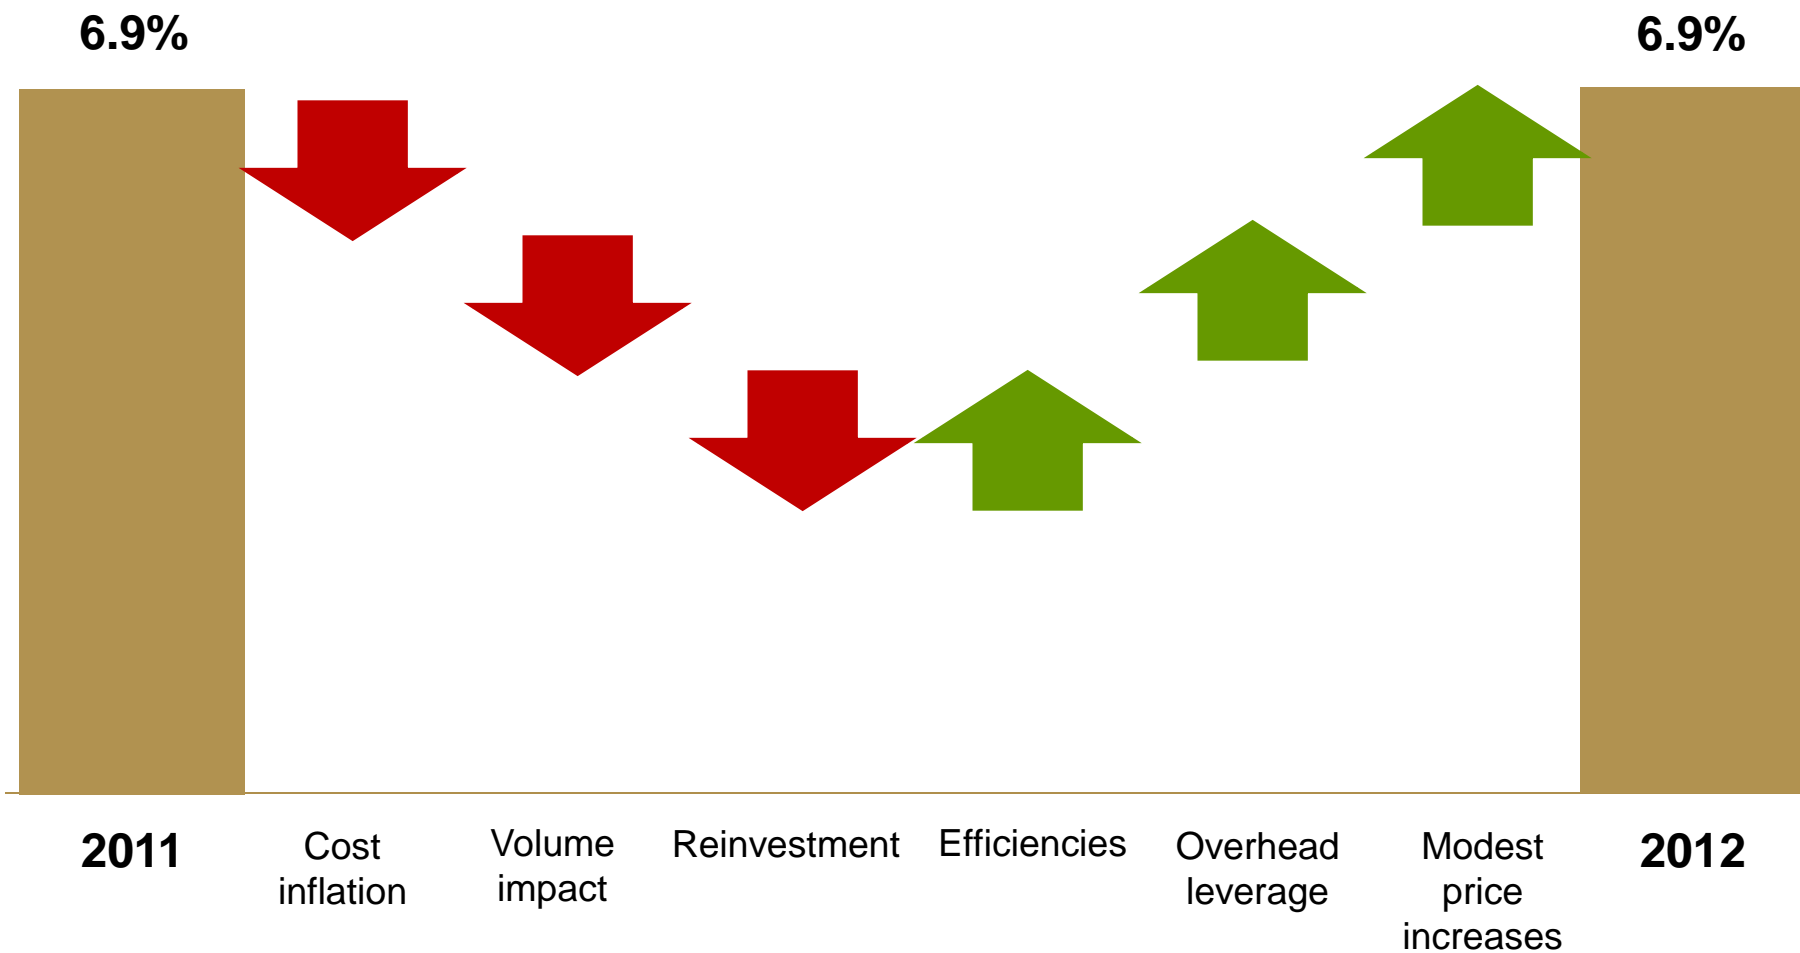 6.9%
6.9%
2011
Cost
inflation
Volume
impact
Reinvestment
Efficiencies
Overhead
leverage
Modest
price
increases
2012